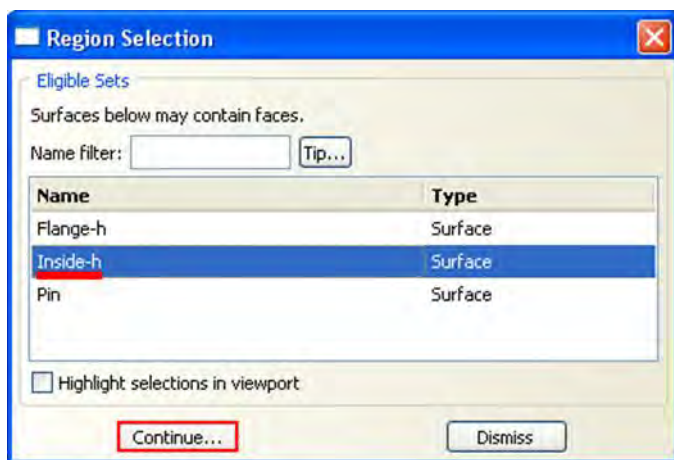 Region Selection
Eligible Sets
Surfaces below may contain faces.
Name filter: Tip...
Name Type
Flange-h Surface
Inside-h Surface
Pin Surface
Highlight selections in viewport
Continue... Dismiss